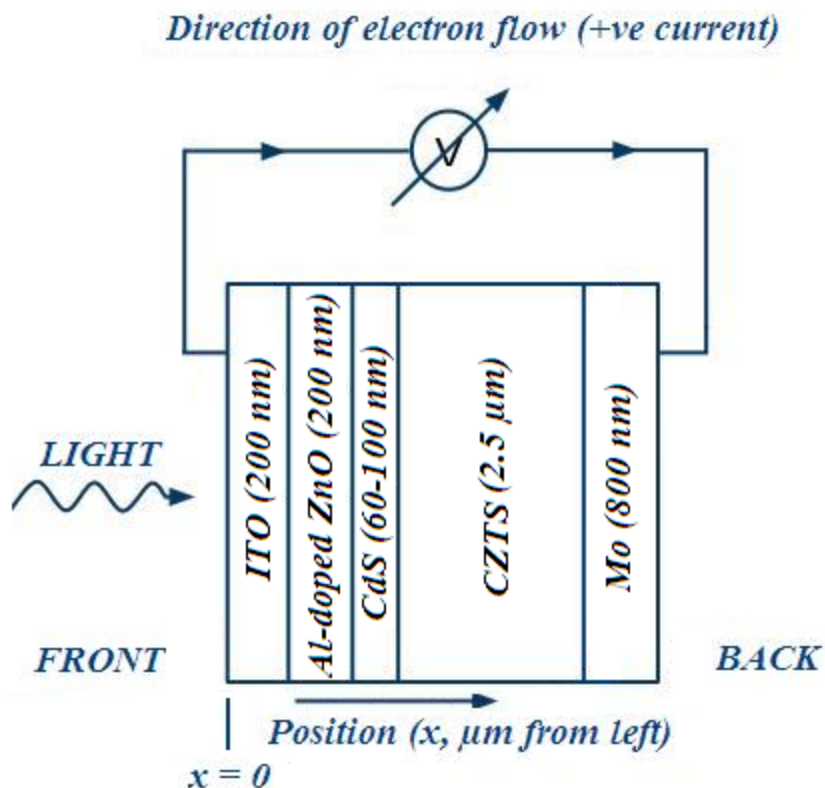 Direction of electron flow (+ve current)
V
LIGHT
ITO (200 nm)
Al-doped ZnO (200 nm)
CdS (60-100 nm)
CZTS (2.5 μm)
Mo (800 nm)
FRONT
BACK
Position (x, μm from left)
x = 0